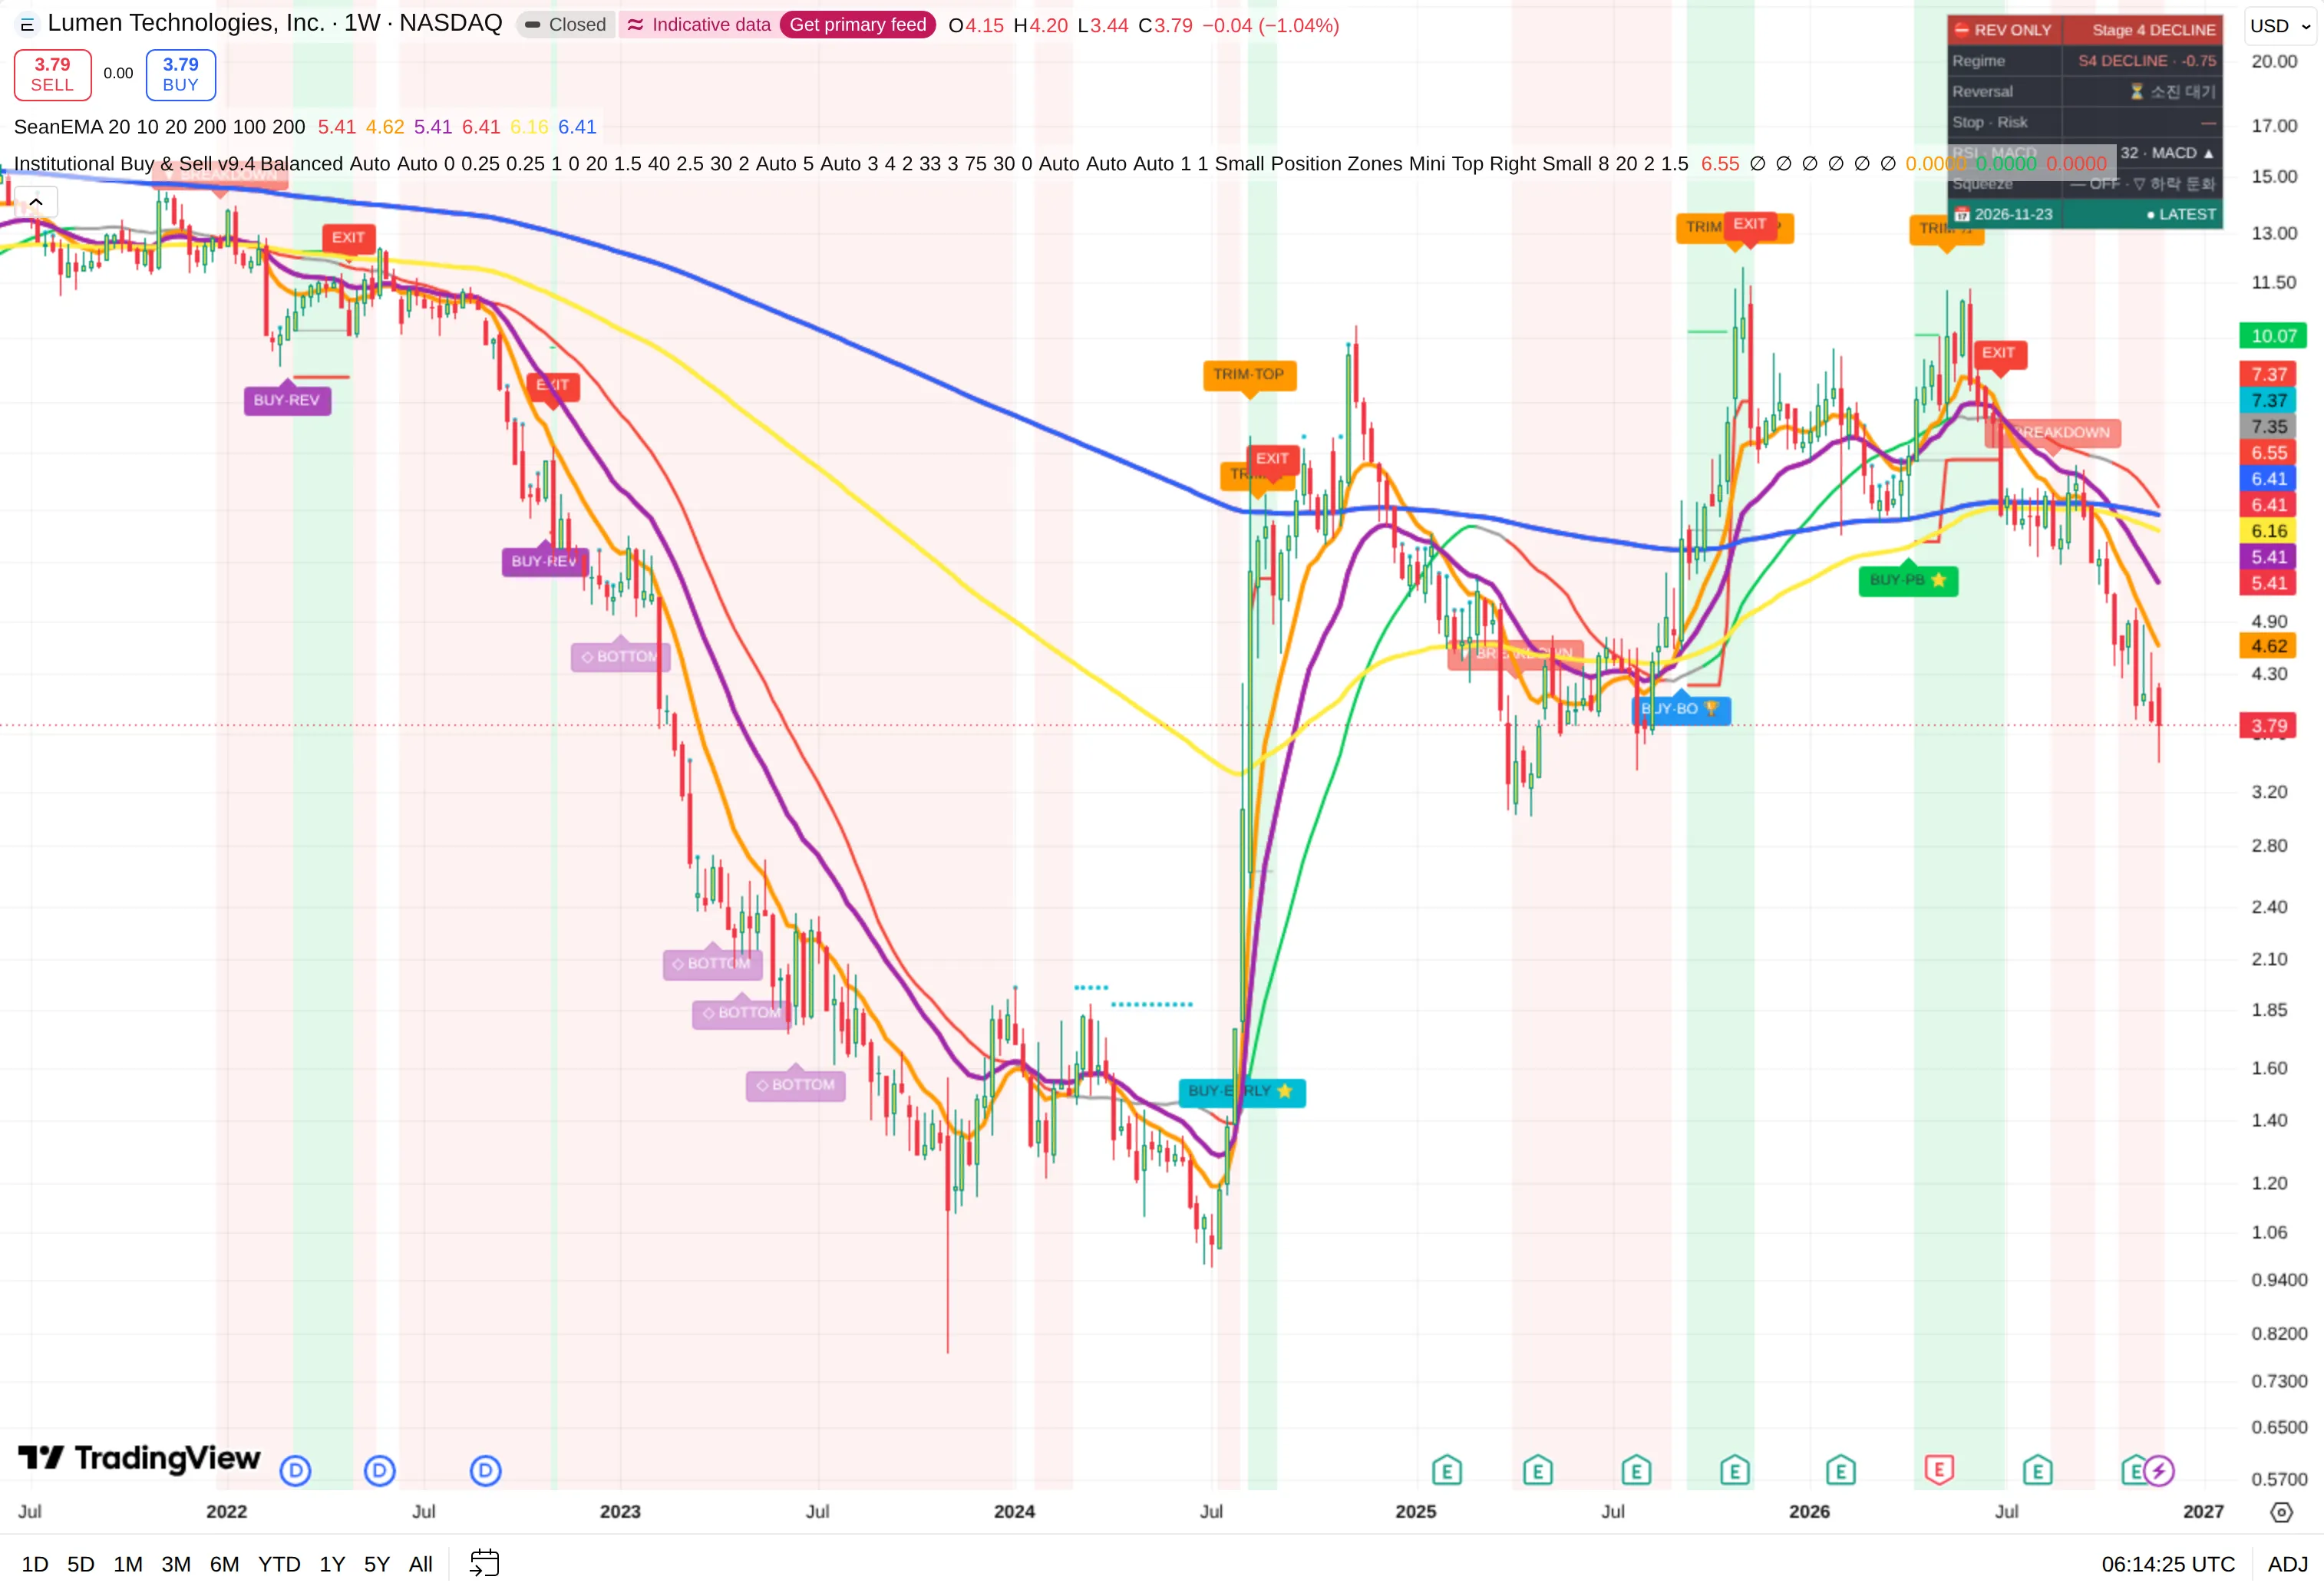 Lumen Technologies, Inc. · 1W · NASDAQ Closed Indicative data Get primary feed O4.15 H4.20 L3.44 C3.79 −0.04 (−1.04%)
USD
3.79 SELL 0.00 3.79 BUY
SeanEMA 20 10 20 200 100 200 5.41 4.62 5.41 6.41 6.16 6.41
Institutional Buy & Sell v9.4 Balanced Auto Auto 0 0.25 0.25 1 0 20 1.5 40 2.5 30 2 Auto 5 Auto 3 4 2 33 3 75 30 0 Auto Auto Auto 1 1 Small Position Zones Mini Top Right Small 8 20 2 1.5 6.55 ∅ ∅ ∅ ∅ ∅ ∅ 0.0000 0.0000 0.0000
REV ONLY Stage 4 DECLINE
Regime S4 DECLINE · -0.75
Reversal ⏳ 소진 대기
Stop · Risk —
RSI · MACD 32 · MACD ▲
Squeeze — OFF · ▽ 하락 둔화
2026-11-23 ● LATEST
BREAKDOWN
EXIT
BUY-REV
EXIT
BUY-REV
◇ BOTTOM
◇ BOTTOM
◇ BOTTOM
◇ BOTTOM
TRIM-TOP
EXIT
BUY-EARLY ⭐
BREAKDOWN
BUY-BO 🏆
TRIM
EXIT
TRIM
EXIT
BREAKDOWN
BUY-PB ⭐
20.00
17.00
15.00
13.00
11.50
10.07
7.37
7.37
7.35
6.55
6.41
6.41
6.16
5.41
5.41
4.90
4.62
4.30
3.79
3.20
2.80
2.40
2.10
1.85
1.60
1.40
1.20
1.06
0.9400
0.8200
0.7300
0.6500
0.5700
TradingView
D D D E E E E E E E E
Jul 2022 Jul 2023 Jul 2024 Jul 2025 Jul 2026 Jul 2027
1D 5D 1M 3M 6M YTD 1Y 5Y All 06:14:25 UTC ADJ